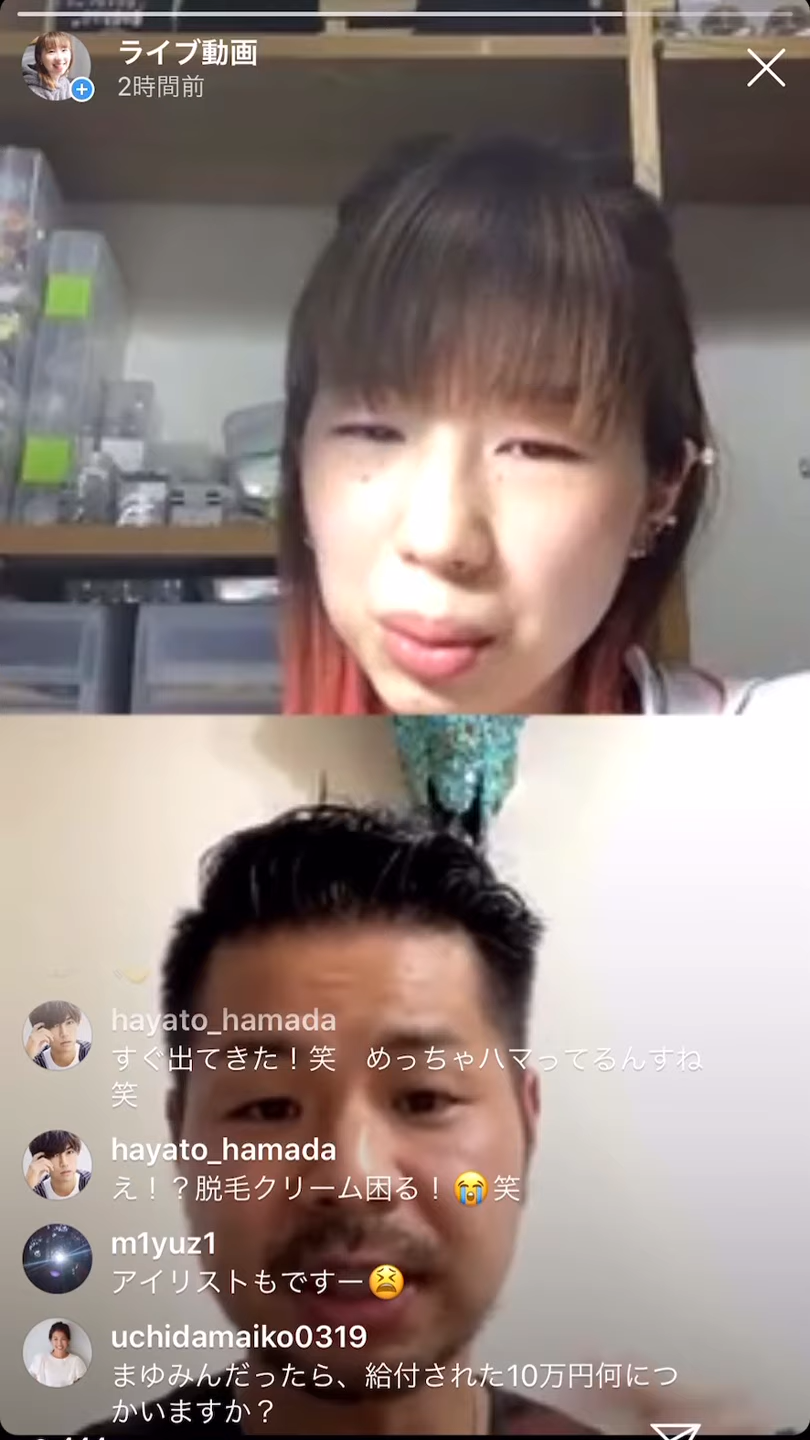 ライブ動画
2時間前
hayato_hamada
すぐ出てきた！笑　めっちゃハマってるんすね
笑
hayato_hamada
え！？脱毛クリーム困る！😭笑
m1yuz1
アイリストもですー😫
uchidamaiko0319
まゆみんだったら、給付された10万円何につ
かいますか？